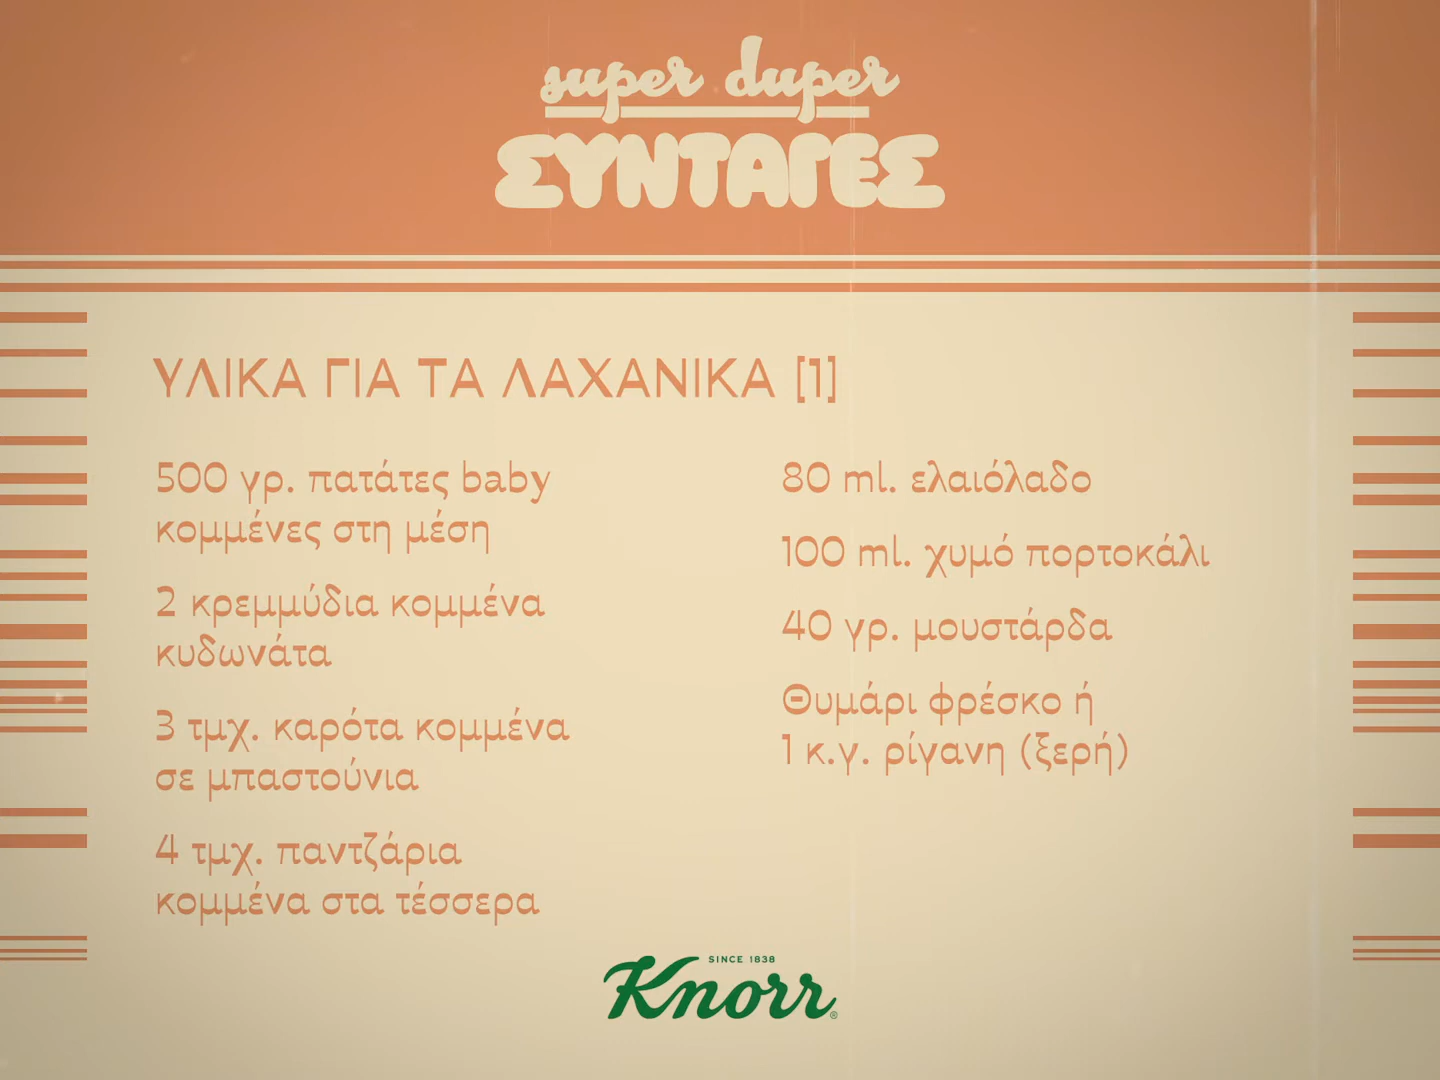 super duper
ΣΥΝΤΑΓΕΣ
ΥΛΙΚΑ ΓΙΑ ΤΑ ΛΑΧΑΝΙΚΑ [1]
500 γρ. πατάτες baby
κομμένες στη μέση
2 κρεμμύδια κομμένα
κυδωνάτα
3 τμχ. καρότα κομμένα
σε μπαστούνια
4 τμχ. παντζάρια
κομμένα στα τέσσερα
80 ml. ελαιόλαδο
100 ml. χυμό πορτοκάλι
40 γρ. μουστάρδα
Θυμάρι φρέσκο ή
1 κ.γ. ρίγανη (ξερή)
SINCE 1838
Knorr®